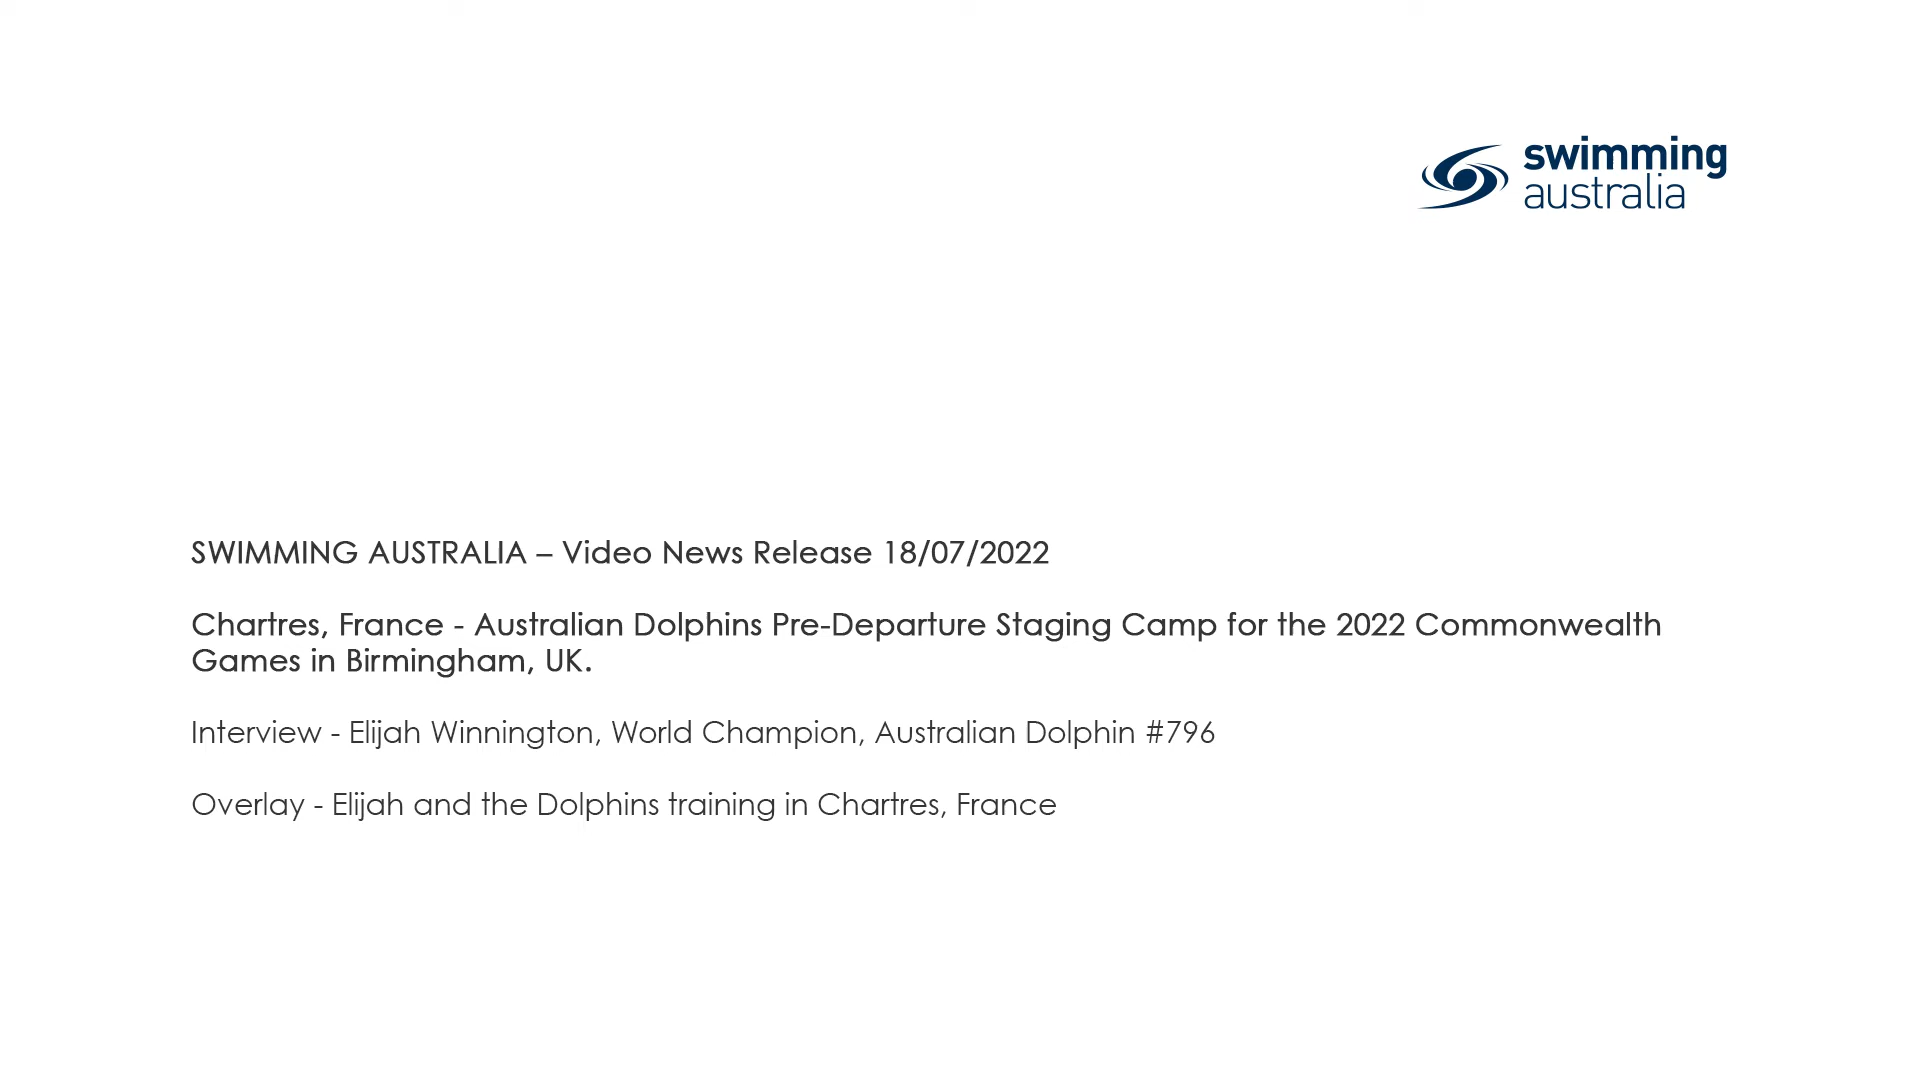 swimming
australia
SWIMMING AUSTRALIA – Video News Release 18/07/2022
Chartres, France - Australian Dolphins Pre-Departure Staging Camp for the 2022 Commonwealth
Games in Birmingham, UK.
Interview - Elijah Winnington, World Champion, Australian Dolphin #796
Overlay - Elijah and the Dolphins training in Chartres, France